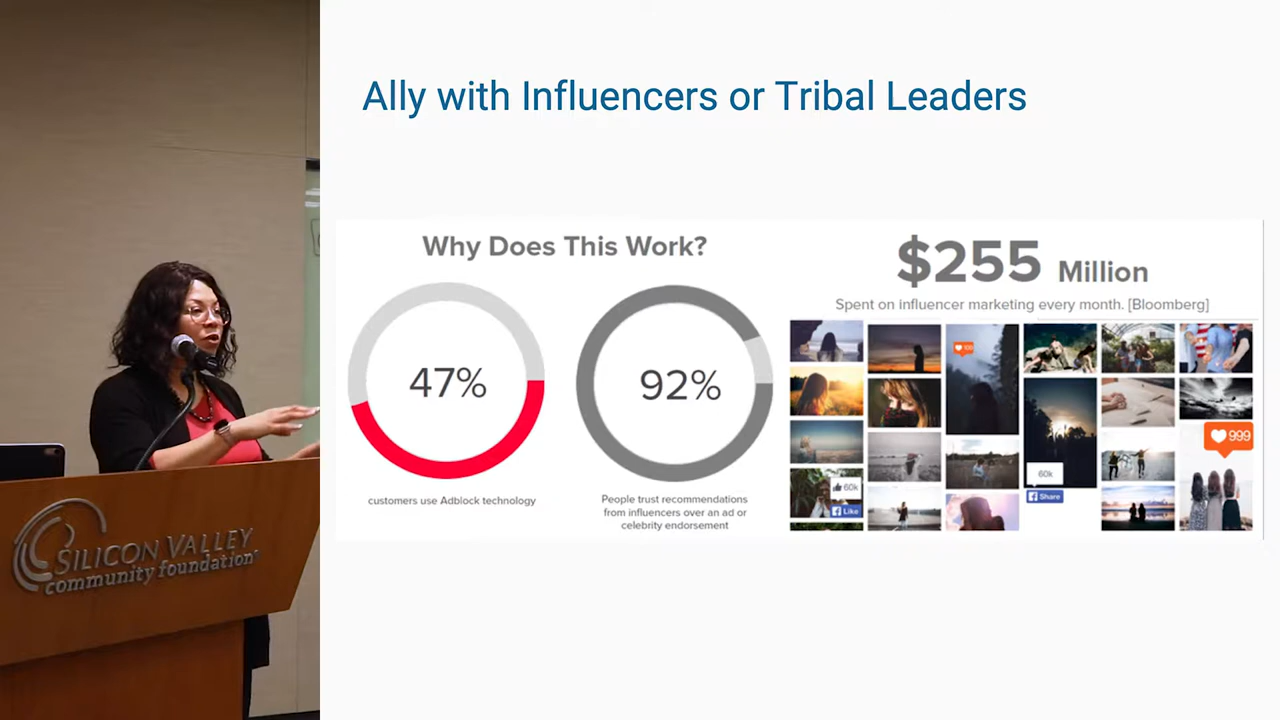 Ally with Influencers or Tribal Leaders
Why Does This Work?
47%
customers use Adblock technology
92%
People trust recommendations
from influencers over an ad or
celebrity endorsement
$255 Million
Spent on influencer marketing every month. [Bloomberg]
60k
Like
60k
Share
999
SILICON VALLEY
community foundation